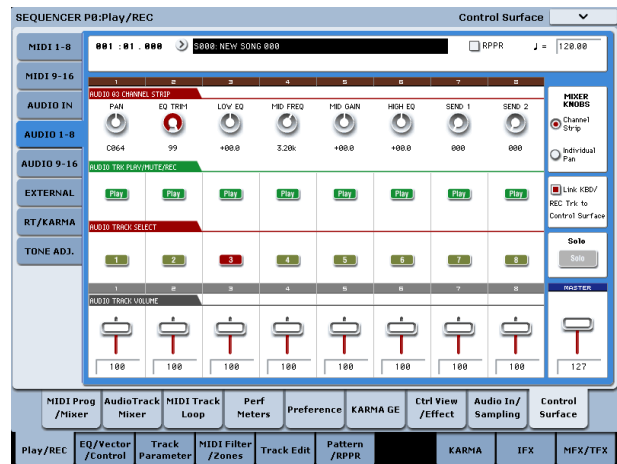 SEQUENCER P0:Play/REC Control Surface
MIDI 1-8
MIDI 9-16
AUDIO IN
AUDIO 1-8
AUDIO 9-16
EXTERNAL
RT/KARMA
TONE ADJ.
001 :01 . 000 S000: NEW SONG 000 RPPR ♩ = 120.00
1 2 3 4 5 6 7 8
AUDIO 03 CHANNEL STRIP
PAN EQ TRIM LOW EQ MID FREQ MID GAIN HIGH EQ SEND 1 SEND 2
C064 99 +00.0 3.20k +00.0 +00.0 000 000
AUDIO TRK PLAY/MUTE/REC
Play Play Play Play Play Play Play Play
AUDIO TRACK SELECT
1 2 3 4 5 6 7 8
1 2 3 4 5 6 7 8
AUDIO TRACK VOLUME
100 100 100 100 100 100 100 100
MIXER
KNOBS
Channel
Strip
Individual
Pan
Link KBD/
REC Trk to
Control Surface
Solo
Solo
MASTER
127
MIDI Prog
/Mixer
AudioTrack
Mixer
MIDI Track
Loop
Perf
Meters
Preference
KARMA GE
Ctrl View
/Effect
Audio In/
Sampling
Control
Surface
Play/REC
EQ/Vector
/Control
Track
Parameter
MIDI Filter
/Zones
Track Edit
Pattern
/RPPR
KARMA
IFX
MFX/TFX